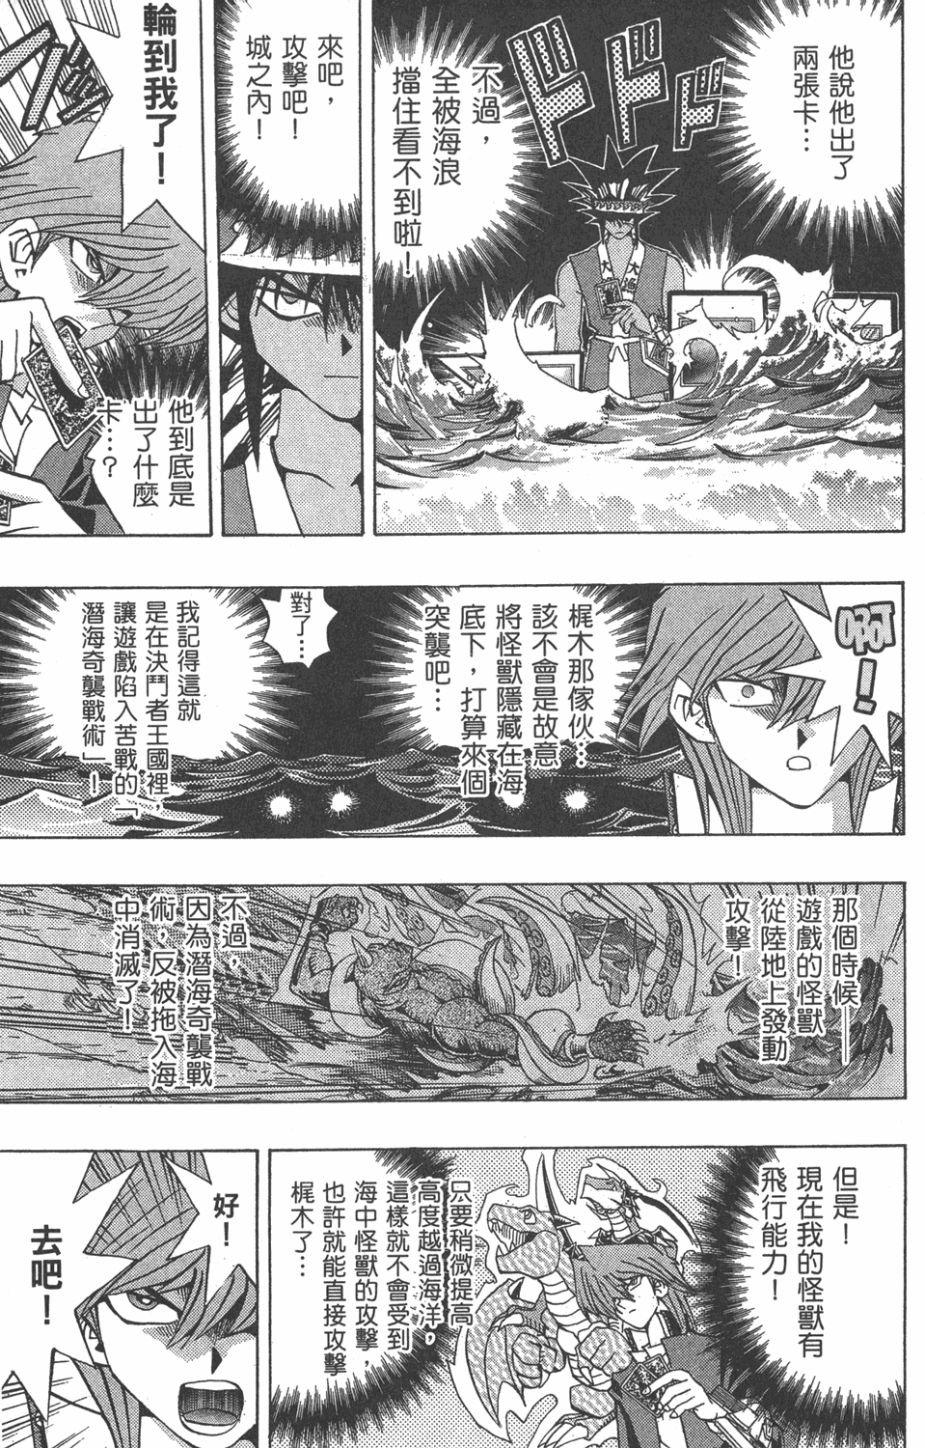 他說他出了
兩張卡…
ドドド
不過，
全被海浪
擋住看不到啦！
大漁
大
來吧，
攻擊吧！
城之內！
輪到我了！
他到底是
出了什麼
卡…？
啊！
梶木那傢伙…
該不會是故意
將怪獸隱藏在海
底下，打算來個
突襲吧…
對了…
我記得這就
是在決鬥者王國裡，
讓遊戲陷入苦戰的「
潛海奇襲戰術」！
那個時候——
遊戲的怪獸
從陸地上發動
攻擊！
不過，
因為潛海奇襲戰
術，反被拖入海
中消滅了！
但是！
現在我的怪獸有
飛行能力！
只要稍微提高
高度越過海洋，
這樣就不會受到
海中怪獸的攻擊，
也許就能直接攻擊
梶木了…
好！
去吧！